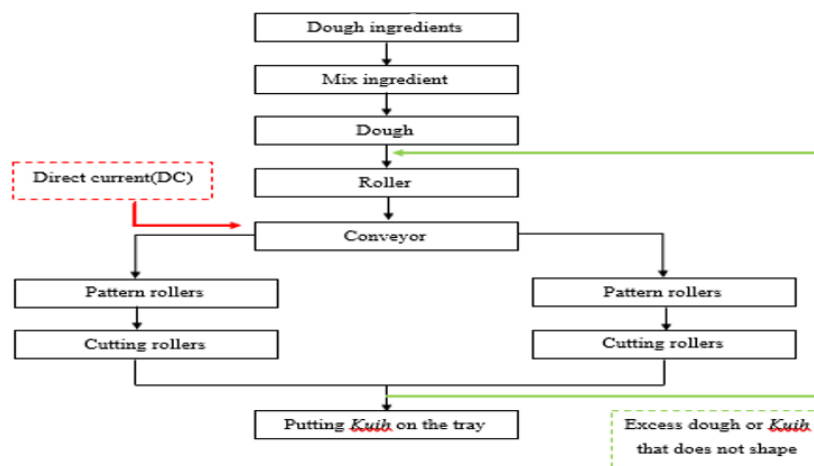 Dough ingredients
Mix ingredient
Dough
Direct current(DC)
Roller
Conveyor
Pattern rollers
Pattern rollers
Cutting rollers
Cutting rollers
Putting Kuih on the tray
Excess dough or Kuih
that does not shape